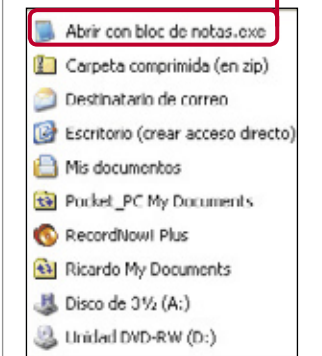 Abrir con bloc de notas.exe
Carpeta comprimida (en zip)
Destinatario de correo
Escritorio (crear acceso directo)
Mis documentos
Pocket_PC My Documents
RecordNow! Plus
Ricardo My Documents
Disco de 3½ (A:)
Unidad DVD-RW (D:)